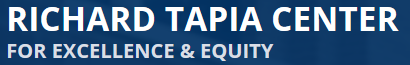 RICHARD TAPIA CENTER
FOR EXCELLENCE & EQUITY